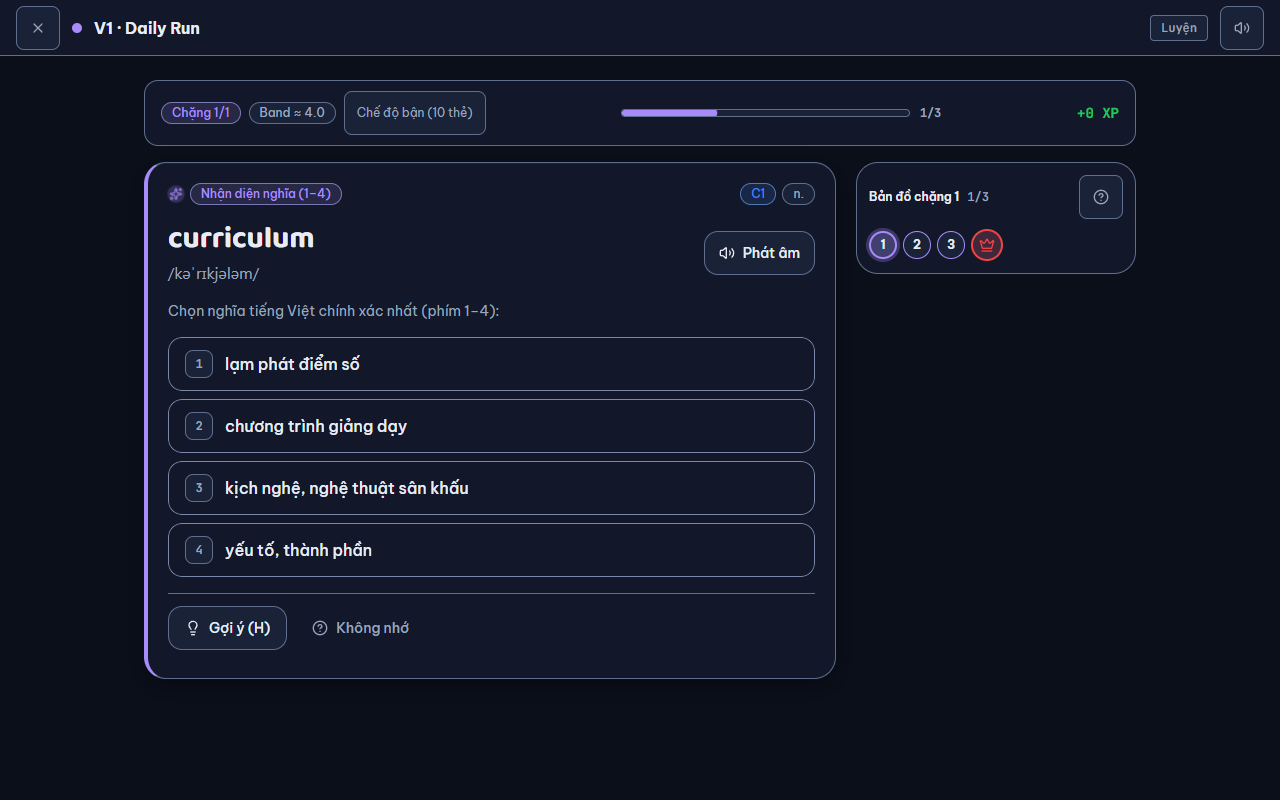 V1 · Daily Run
Luyện
Chặng 1/1
Band ≈ 4.0
Chế độ bận (10 thẻ)
1/3
+0 XP
Nhận diện nghĩa (1–4)
C1
n.
curriculum
/kəˈrɪkjələm/
Phát âm
Chọn nghĩa tiếng Việt chính xác nhất (phím 1–4):
1 lạm phát điểm số
2 chương trình giảng dạy
3 kịch nghệ, nghệ thuật sân khấu
4 yếu tố, thành phần
Gợi ý (H)
Không nhớ
Bản đồ chặng 1 1/3
1 2 3